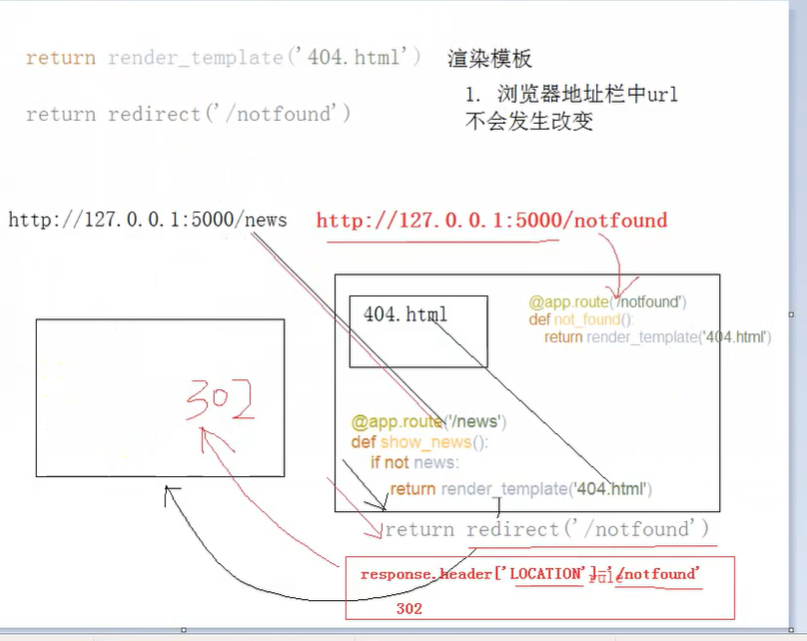 return render_template('404.html') 渲染模板
1. 浏览器地址栏中url
不会发生改变
return redirect('/notfound')
http://127.0.0.1:5000/news
http://127.0.0.1:5000/notfound
404.html
@app.route('/notfound')
def not_found():
return render_template('404.html')
302
@app.route('/news')
def show_news():
if not news:
return render_template('404.html')
return redirect('/notfound')
response.header['LOCATION']='/notfound'
rule
302